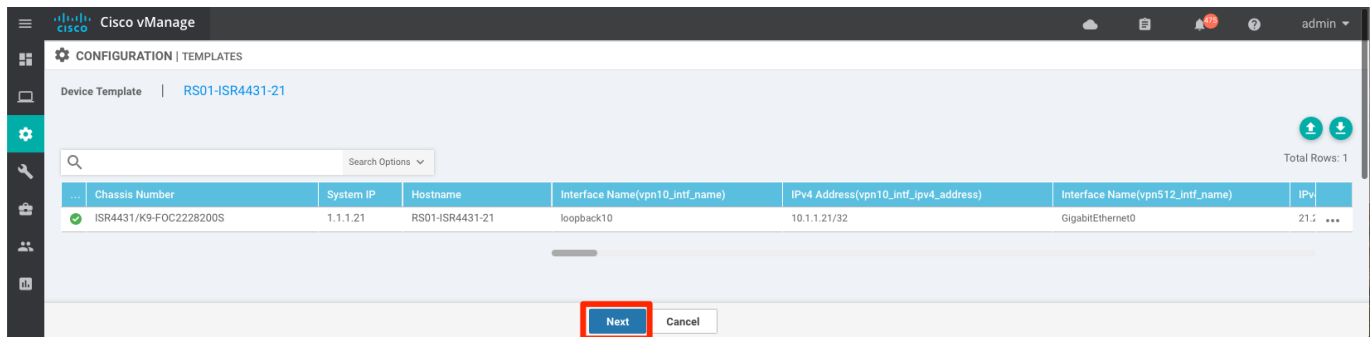 cisco Cisco vManage 475 admin
CONFIGURATION | TEMPLATES
Device Template | RS01-ISR4431-21
Search Options
Total Rows: 1
... Chassis Number System IP Hostname Interface Name(vpn10_intf_name) IPv4 Address(vpn10_intf_ipv4_address) Interface Name(vpn512_intf_name)
ISR4431/K9-FOC2228200S 1.1.1.21 RS01-ISR4431-21 loopback10 10.1.1.21/32 GigabitEthernet0 ...
Next Cancel